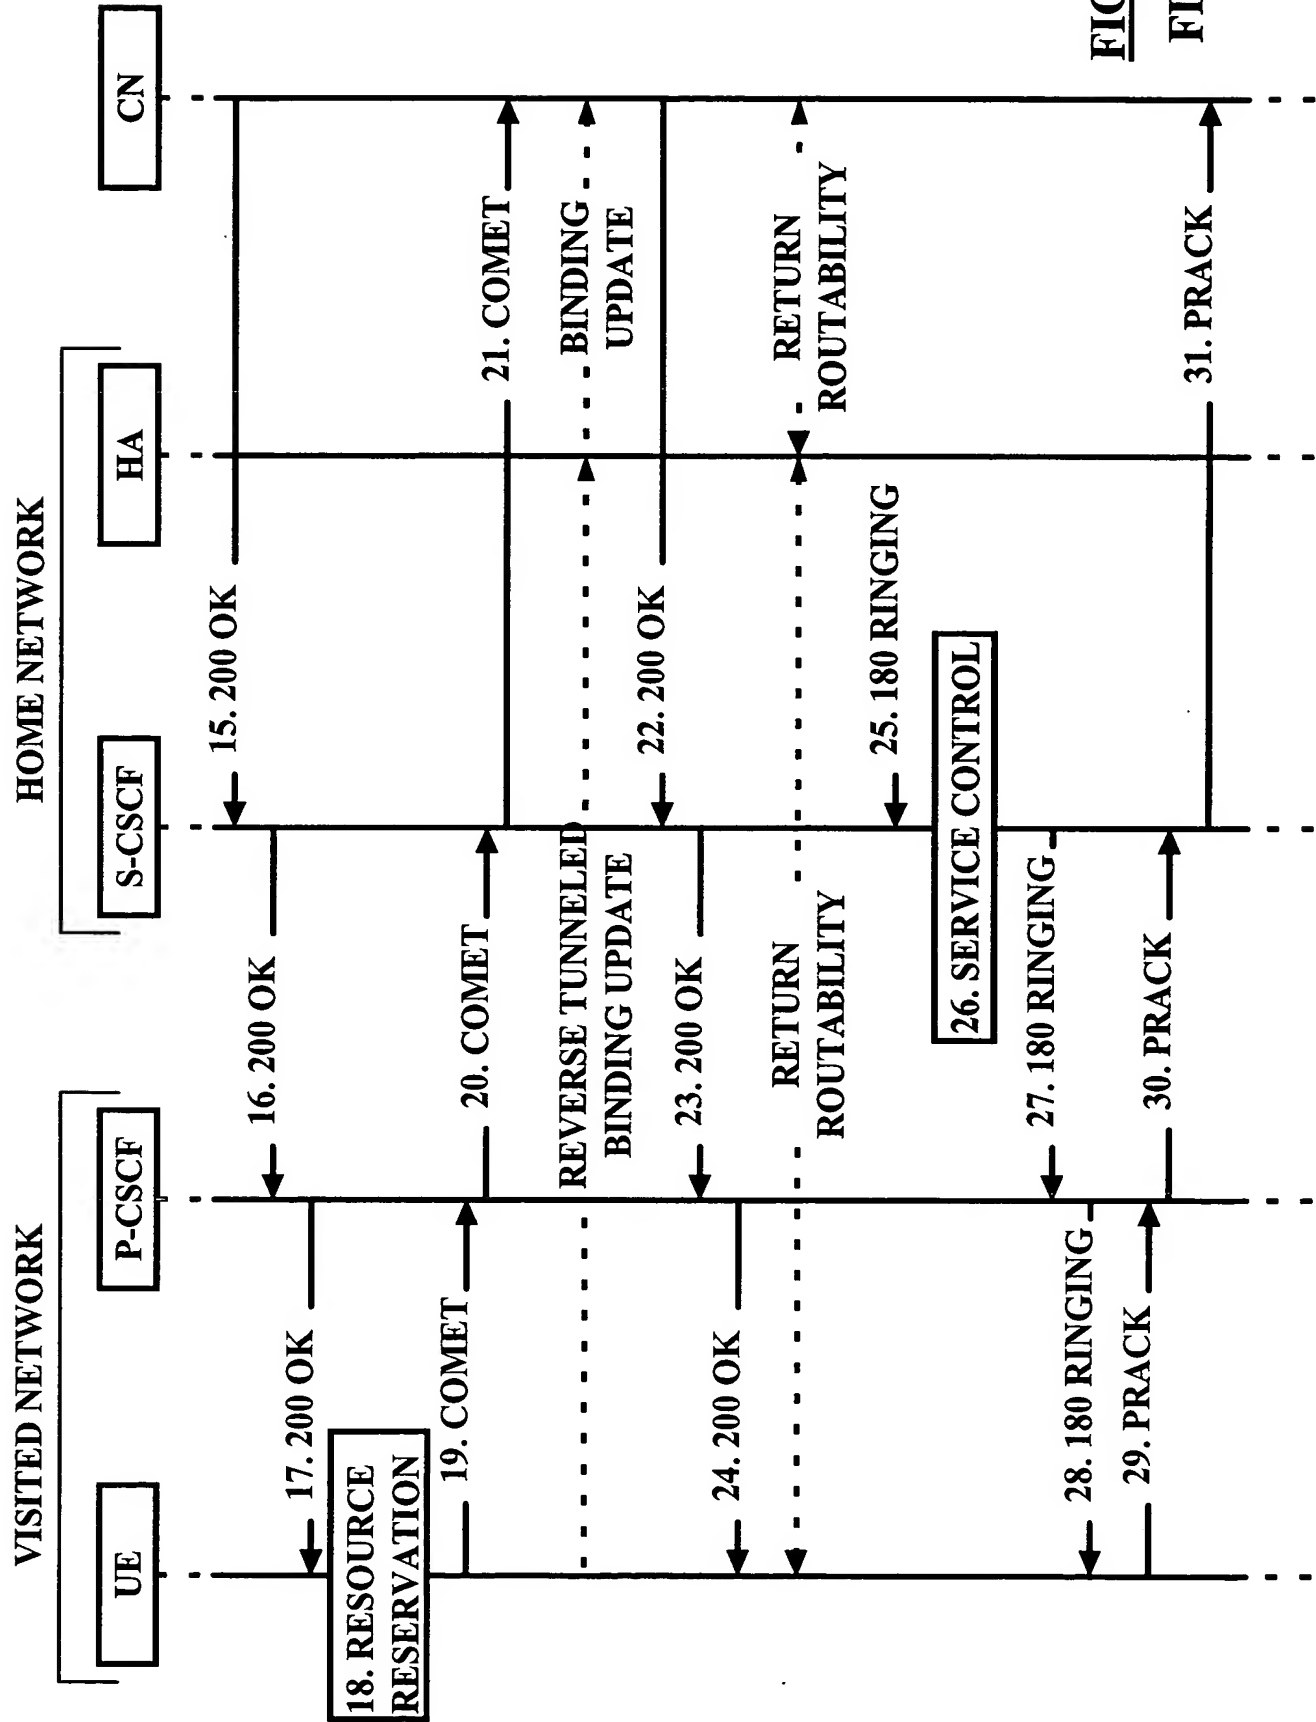 VISITED NETWORK
HOME NETWORK
UE
P-CSCF
S-CSCF
HA
CN
15. 200 OK
16. 200 OK
17. 200 OK
18. RESOURCE
RESERVATION
19. COMET
20. COMET
21. COMET
REVERSE TUNNELED
BINDING UPDATE
BINDING
UPDATE
22. 200 OK
23. 200 OK
24. 200 OK
RETURN
ROUTABILITY
RETURN
ROUTABILITY
25. 180 RINGING
26. SERVICE CONTROL
27. 180 RINGING
28. 180 RINGING
29. PRACK
30. PRACK
31. PRACK